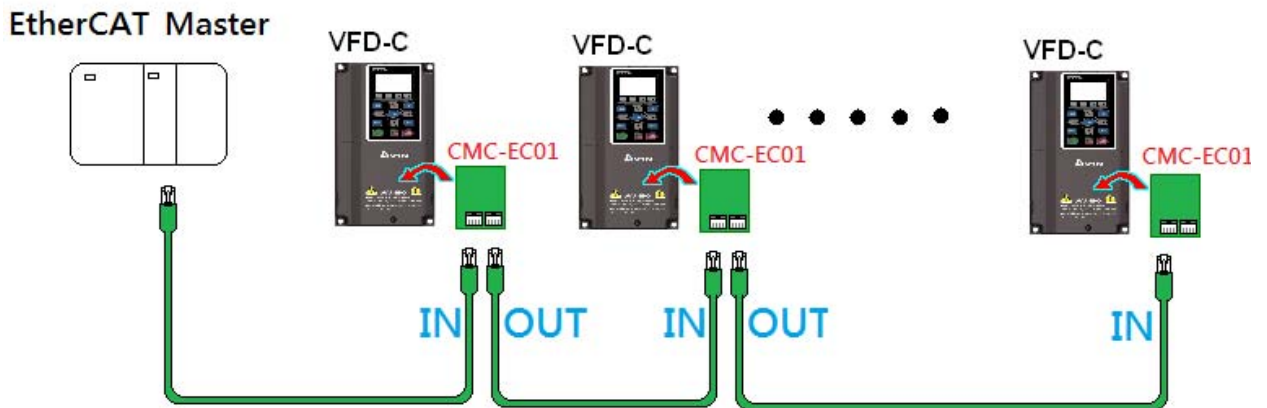 EtherCAT Master
VFD-C
VFD-C
VFD-C
CMC-EC01
CMC-EC01
CMC-EC01
IN
OUT
IN
OUT
IN